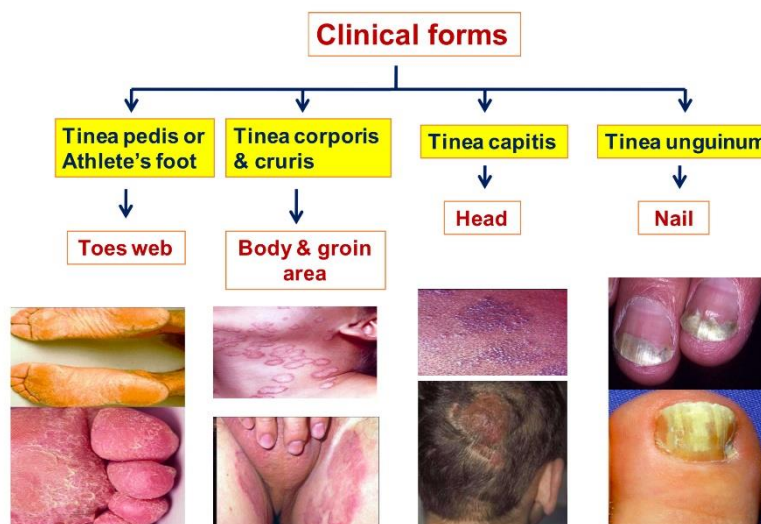 Clinical forms
Tinea pedis or
Athlete's foot
Tinea corporis
& cruris
Tinea capitis
Tinea unguinum
Toes web
Body & groin
area
Head
Nail